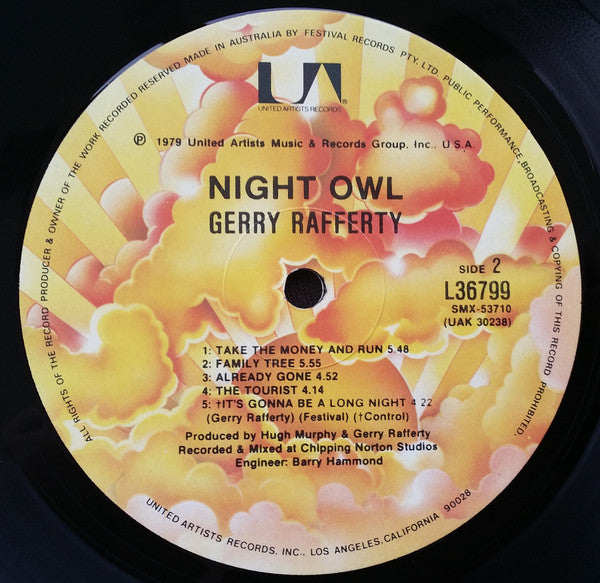 ALL RIGHTS OF THE RECORD PRODUCER & OWNER OF THE WORK RECORDED RESERVED MADE IN AUSTRALIA BY FESTIVAL RECORDS PTY. LTD. PUBLIC PERFORMANCE, BROADCASTING & COPYING OF THIS RECORD PROHIBITED.
UA
UNITED ARTISTS RECORDS ®
Ⓟ 1979 United Artists Music & Records Group, Inc., U.S.A.
NIGHT OWL
GERRY RAFFERTY
SIDE 2
L36799
SMX-53710
(UAK 30238)
1: TAKE THE MONEY AND RUN 5.48
2: FAMILY TREE 5.55
3: ALREADY GONE 4.52
4: THE TOURIST 4.14
5: †IT'S GONNA BE A LONG NIGHT 4 22
(Gerry Rafferty) (Festival) (†Control)
Produced by Hugh Murphy & Gerry Rafferty
Recorded & Mixed at Chipping Norton Studios
Engineer: Barry Hammond
UNITED ARTISTS RECORDS, INC., LOS ANGELES, CALIFORNIA 90028